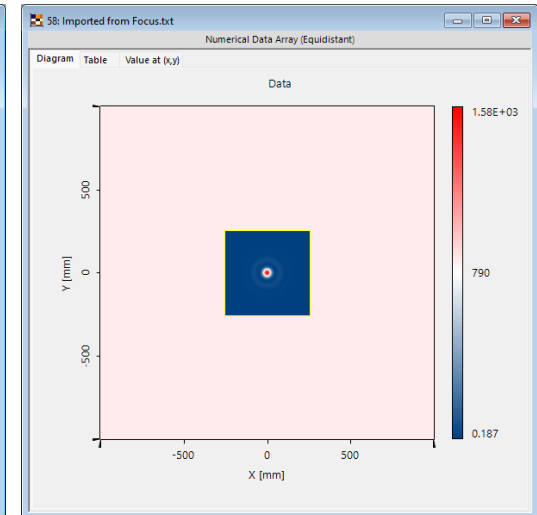 58: Imported from Focus.txt
Numerical Data Array (Equidistant)
Diagram Table Value at (x,y)
Data
1.58E+03
790
0.187
500
0
-500
Y [mm]
-500 0 500
X [mm]